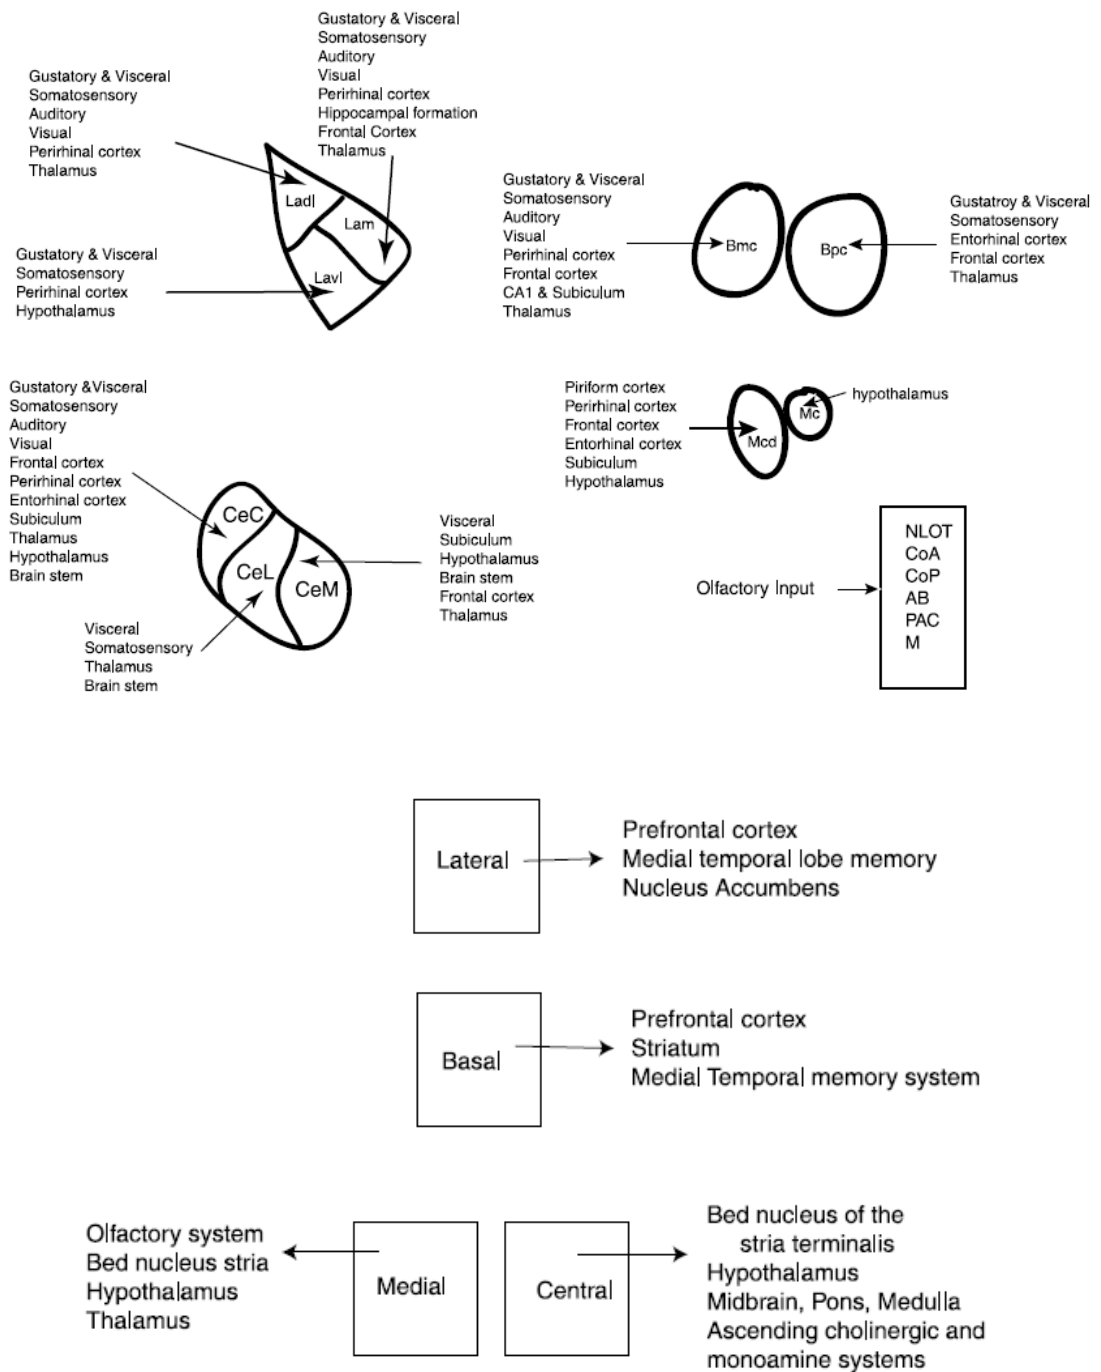 Gustatory & Visceral
Somatosensory
Auditory
Visual
Perirhinal cortex
Thalamus
Gustatory & Visceral
Somatosensory
Auditory
Visual
Perirhinal cortex
Hippocampal formation
Frontal Cortex
Thalamus
Ladl
Lam
Lavl
Gustatory & Visceral
Somatosensory
Perirhinal cortex
Hypothalamus
Gustatory & Visceral
Somatosensory
Auditory
Visual
Perirhinal cortex
Frontal cortex
CA1 & Subiculum
Thalamus
Bmc
Bpc
Gustatroy & Visceral
Somatosensory
Entorhinal cortex
Frontal cortex
Thalamus
Gustatory &Visceral
Somatosensory
Auditory
Visual
Frontal cortex
Perirhinal cortex
Entorhinal cortex
Subiculum
Thalamus
Hypothalamus
Brain stem
CeC
CeL
CeM
Visceral
Somatosensory
Thalamus
Brain stem
Visceral
Subiculum
Hypothalamus
Brain stem
Frontal cortex
Thalamus
Piriform cortex
Perirhinal cortex
Frontal cortex
Entorhinal cortex
Subiculum
Hypothalamus
Mcd
Mc
hypothalamus
Olfactory Input
NLOT
CoA
CoP
AB
PAC
M
Lateral
Prefrontal cortex
Medial temporal lobe memory
Nucleus Accumbens
Basal
Prefrontal cortex
Striatum
Medial Temporal memory system
Olfactory system
Bed nucleus stria
Hypothalamus
Thalamus
Medial
Central
Bed nucleus of the
stria terminalis
Hypothalamus
Midbrain, Pons, Medulla
Ascending cholinergic and
monoamine systems